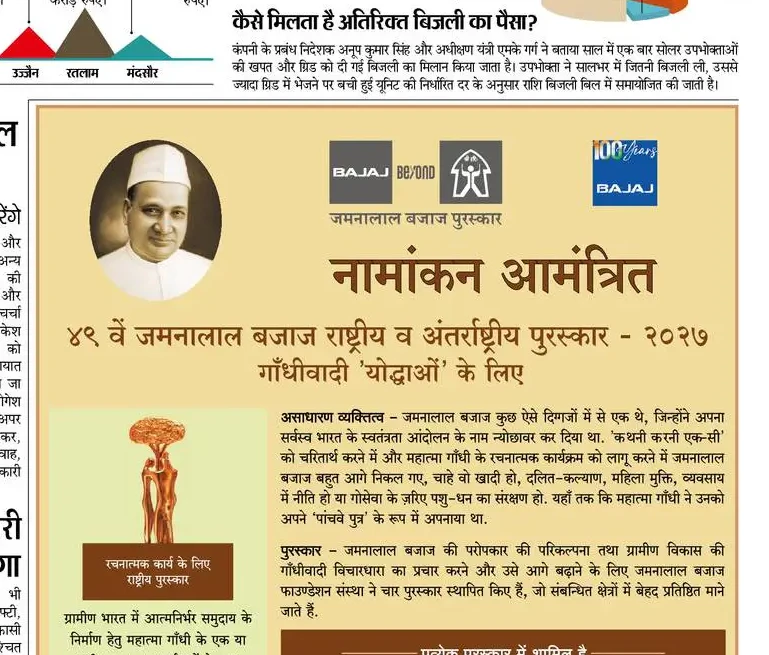 रुपए।
उज्जैन
रतलाम
मंदसौर
कैसे मिलता है अतिरिक्त बिजली का पैसा?
कंपनी के प्रबंध निदेशक अनूप कुमार सिंह और अधीक्षण यंत्री एमके गर्ग ने बताया साल में एक बार सोलर उपभोक्ताओं
की खपत और ग्रिड को दी गई बिजली का मिलान किया जाता है। उपभोक्ता ने सालभर में जितनी बिजली ली, उससे
ज्यादा ग्रिड में भेजने पर बची हुई यूनिट की निर्धारित दर के अनुसार राशि बिजली बिल में समायोजित की जाती है।
और
अन्य
की
और
चर्चा
को
जा
BAJAJ BEYOND
जमनालाल बजाज पुरस्कार
100 Years
BAJAJ
नामांकन आमंत्रित
४९ वें जमनालाल बजाज राष्ट्रीय व अंतर्राष्ट्रीय पुरस्कार - २०२७
गाँधीवादी 'योद्धाओं' के लिए
असाधारण व्यक्तित्व – जमनालाल बजाज कुछ ऐसे दिग्गजों में से एक थे, जिन्होंने अपना
सर्वस्व भारत के स्वतंत्रता आंदोलन के नाम न्योछावर कर दिया था. 'कथनी करनी एक-सी'
को चरितार्थ करने में और महात्मा गाँधी के रचनात्मक कार्यक्रम को लागू करने में जमनालाल
बजाज बहुत आगे निकल गए, चाहे वो खादी हो, दलित-कल्याण, महिला मुक्ति, व्यवसाय
में नीति हो या गोसेवा के ज़रिए पशु-धन का संरक्षण हो. यहाँ तक कि महात्मा गाँधी ने उनको
अपने 'पांचवे पुत्र' के रूप में अपनाया था.
पुरस्कार – जमनालाल बजाज की परोपकार की परिकल्पना तथा ग्रामीण विकास की
गाँधीवादी विचारधारा का प्रचार करने और उसे आगे बढ़ाने के लिए जमनालाल बजाज
फाउण्डेशन संस्था ने चार पुरस्कार स्थापित किए हैं, जो संबन्धित क्षेत्रों में बेहद प्रतिष्ठित माने
जाते हैं.
रचनात्मक कार्य के लिए
राष्ट्रीय पुरस्कार
ग्रामीण भारत में आत्मनिर्भर समुदाय के
निर्माण हेतु महात्मा गाँधी के एक या
प्रत्येक पुरस्कार में शामिल है